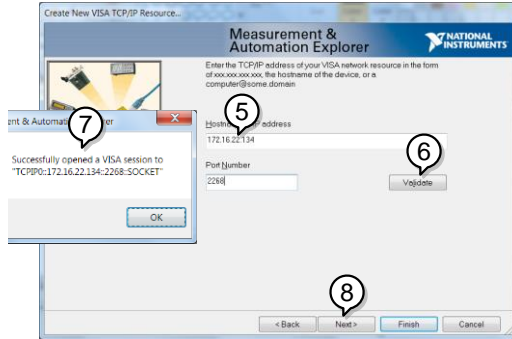 Create New VISA TCP/IP Resource...
Measurement &
Automation Explorer
NATIONAL
INSTRUMENTS
Enter the TCP/IP address of your VISA network resource in the form
of xxx.xxx.xxx.xxx, the hostname of the device, or a
computer@some.domain
5
address
172.16.22.134
6
Port Number
2268
Validate
7
Successfully opened a VISA session to
"TCPIP0::172.16.22.134::2268::SOCKET"
OK
8
< Back
Next >
Finish
Cancel